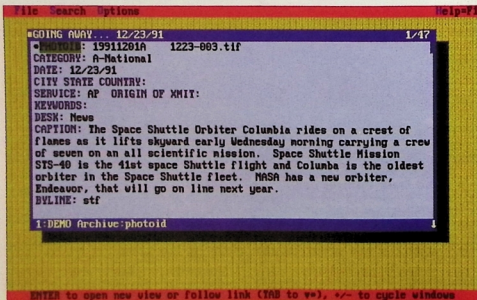 File Search Options Help=F1
GOING AWAY... 12/23/91 1/47
PHOTOID: 19911201A 1223-003.tif
CATEGORY: A-National
DATE: 12/23/91
CITY STATE COUNTRY:
SERVICE: AP ORIGIN OF XMIT:
KEYWORDS:
DESK: News
CAPTION: The Space Shuttle Orbiter Columbia rides on a crest of
flames as it lifts skyward early Wednesday morning carrying a crew
of seven on an all scientific mission. Space Shuttle Mission
STS-40 is the 41st space Shuttle flight and Columba is the oldest
orbiter in the Space Shuttle fleet. NASA has a new orbiter,
Endeavor, that will go on line next year.
BYLINE: stf
1:DEMO Archive:photoid
ENTER to open new view or follow link (TAB to ▼•), +/- to cycle windows